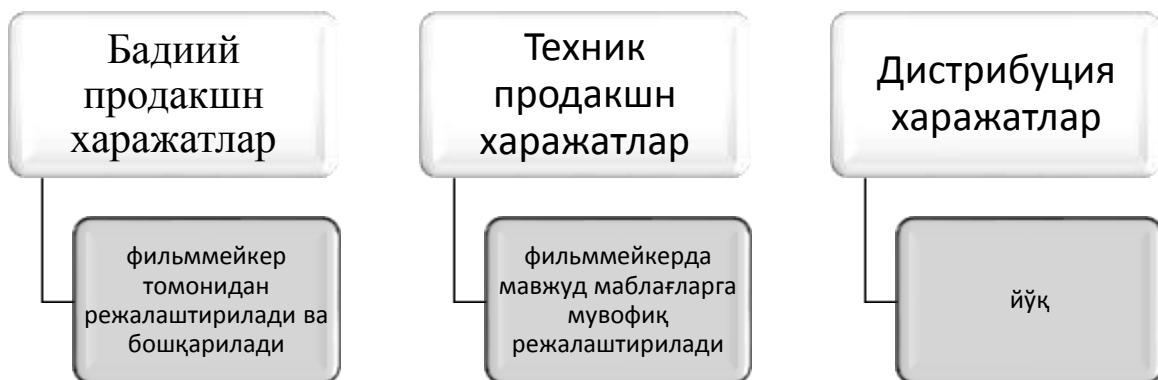 Бадиий
продакшн
харажатлар
фильммейкер
томонидан
режалаштирилади ва
бошқарилади
Техник
продакшн
харажатлар
фильммейкерда
мавжуд маблағларга
мувофиқ
режалаштирилади
Дистрибуция
харажатлар
йўқ